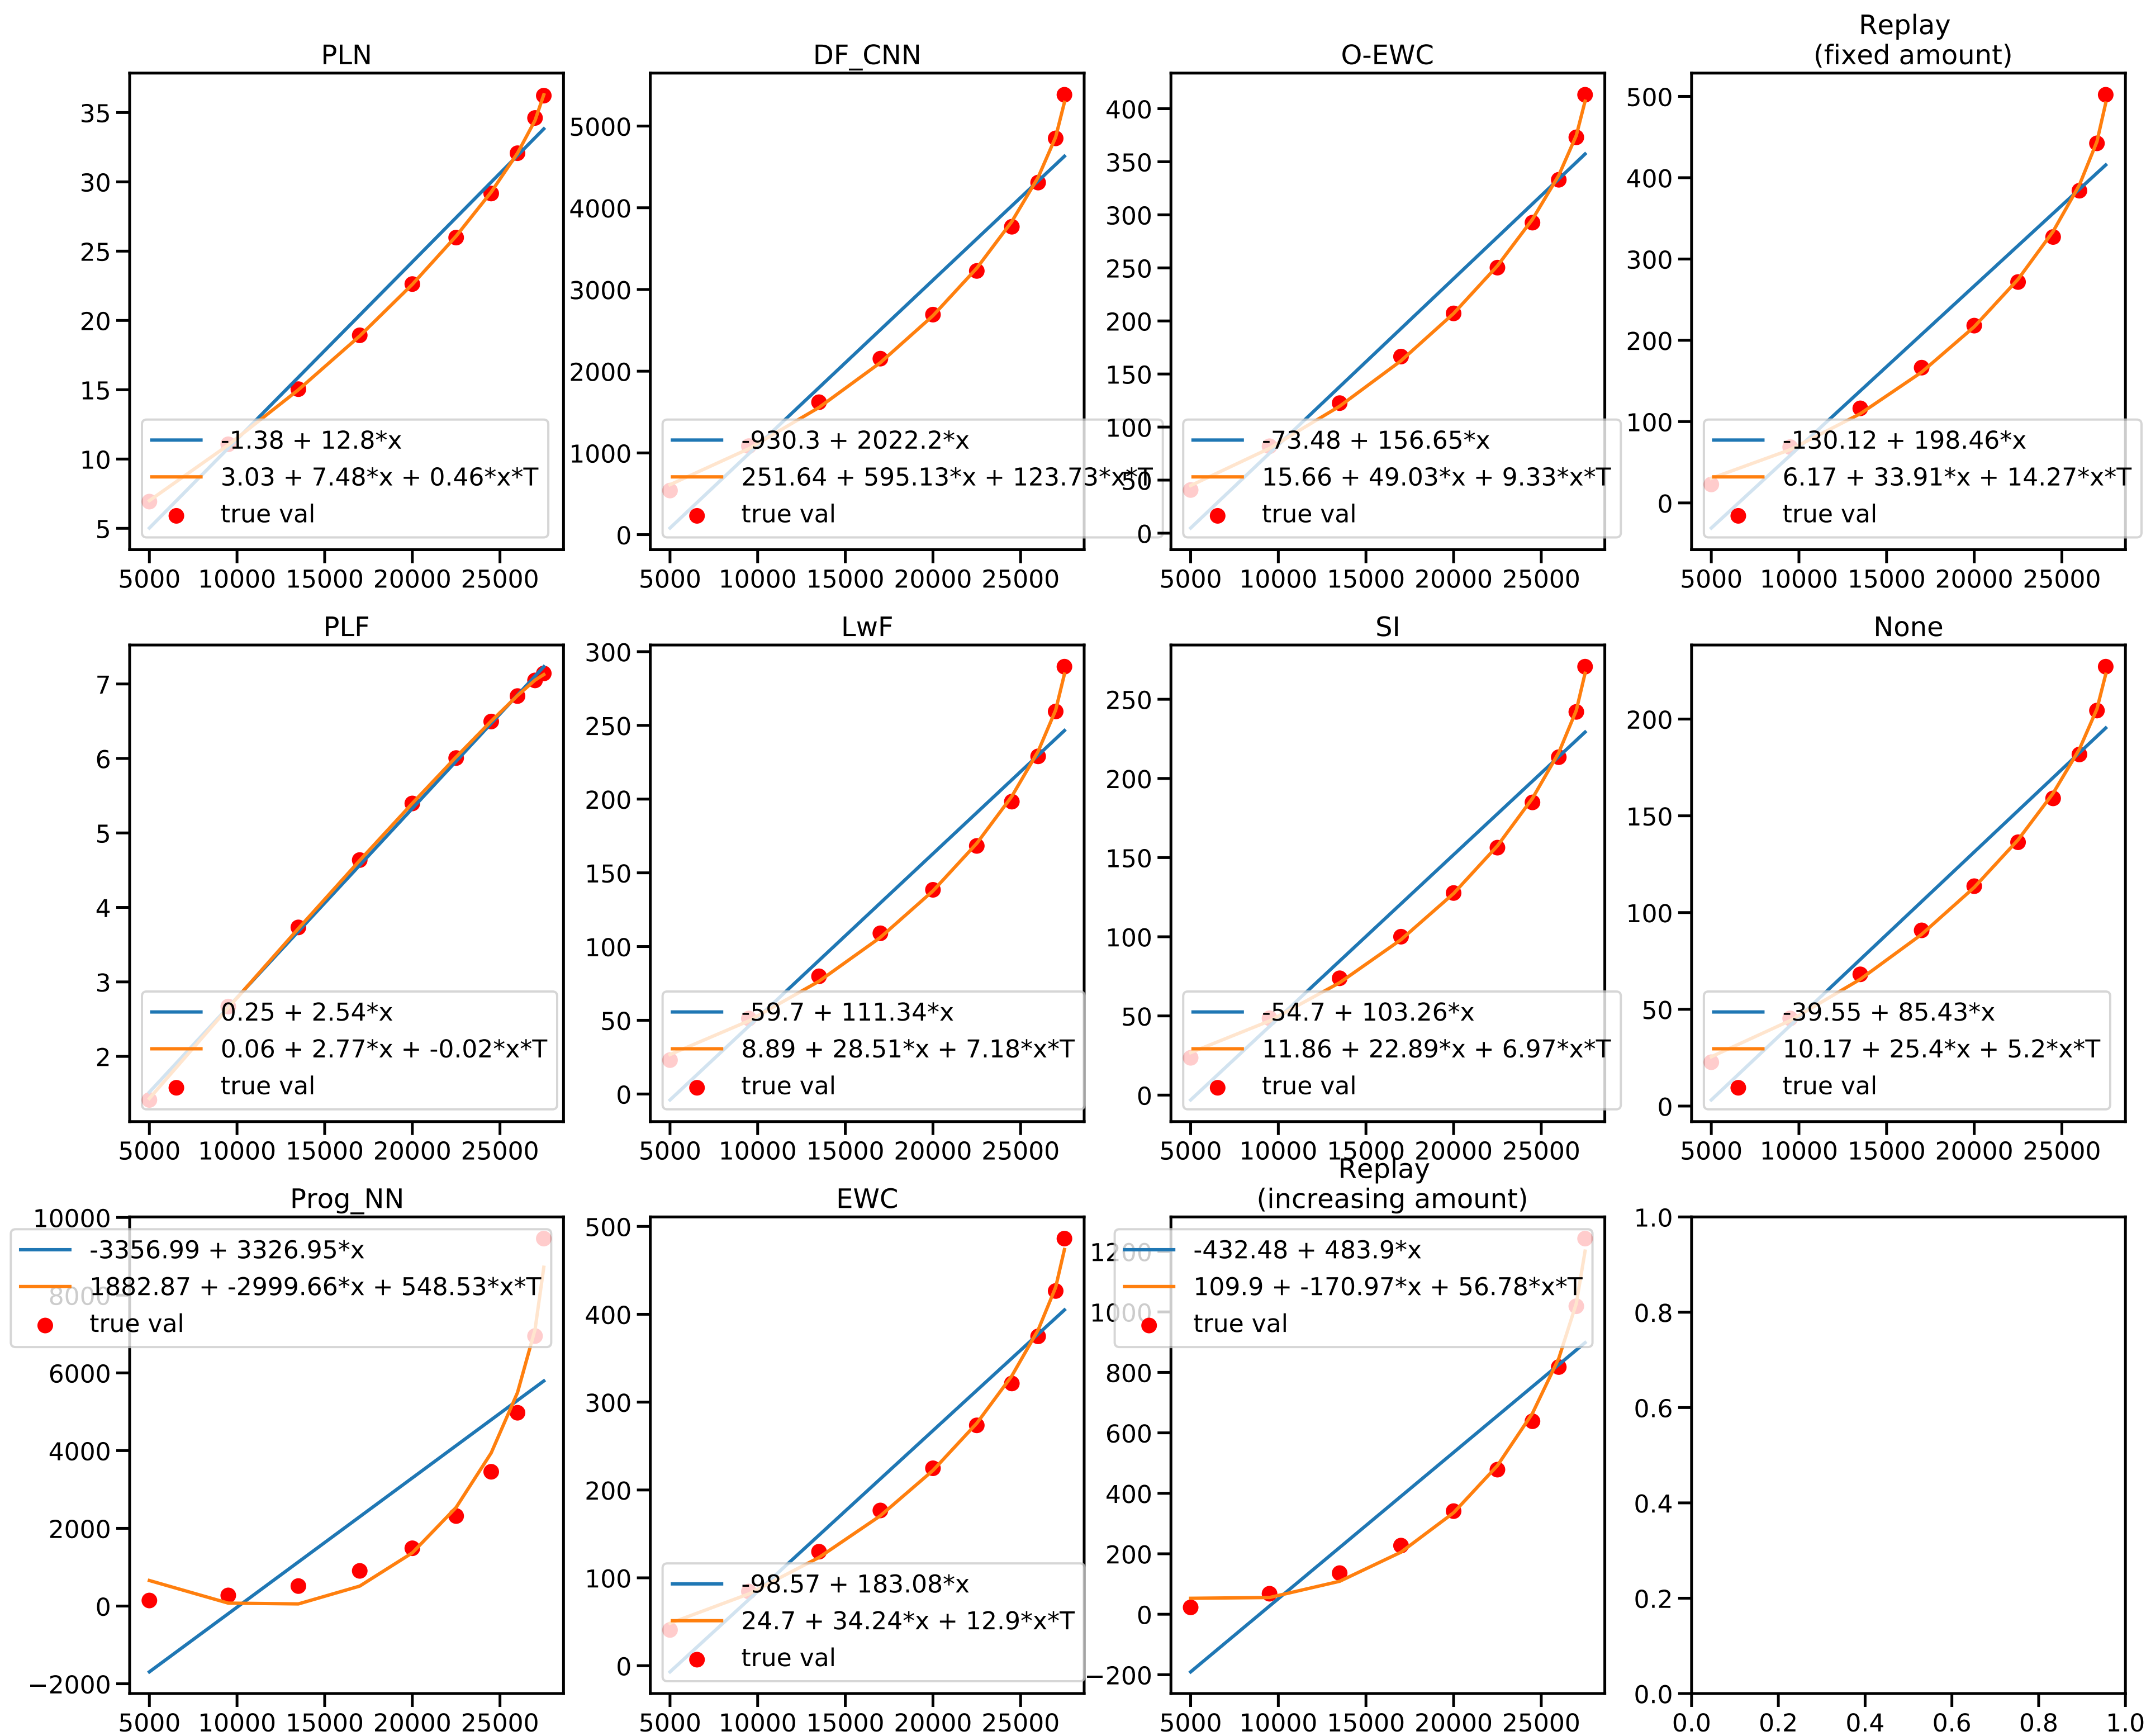 PLN
35
30
25
20
15
10
5
-1.38 + 12.8*x
3.03 + 7.48*x + 0.46*x*T
true val
5000 10000 15000 20000 25000
DF_CNN
5000
4000
3000
2000
1000
0
-930.3 + 2022.2*x
251.64 + 595.13*x + 123.73*x*T
true val
5000 10000 15000 20000 25000
O-EWC
400
350
300
250
200
150
100
50
0
-73.48 + 156.65*x
15.66 + 49.03*x + 9.33*x*T
true val
5000 10000 15000 20000 25000
Replay
(fixed amount)
500
400
300
200
100
0
-130.12 + 198.46*x
6.17 + 33.91*x + 14.27*x*T
true val
5000 10000 15000 20000 25000
PLF
7
6
5
4
3
2
0.25 + 2.54*x
0.06 + 2.77*x + -0.02*x*T
true val
5000 10000 15000 20000 25000
LwF
300
250
200
150
100
50
0
-59.7 + 111.34*x
8.89 + 28.51*x + 7.18*x*T
true val
5000 10000 15000 20000 25000
SI
250
200
150
100
50
0
-54.7 + 103.26*x
11.86 + 22.89*x + 6.97*x*T
true val
5000 10000 15000 20000 25000
None
200
150
100
50
0
-39.55 + 85.43*x
10.17 + 25.4*x + 5.2*x*T
true val
5000 10000 15000 20000 25000
Prog_NN
10000
8000
6000
4000
2000
0
−2000
-3356.99 + 3326.95*x
1882.87 + -2999.66*x + 548.53*x*T
true val
5000 10000 15000 20000 25000
EWC
500
400
300
200
100
0
-98.57 + 183.08*x
24.7 + 34.24*x + 12.9*x*T
true val
5000 10000 15000 20000 25000
Replay
(increasing amount)
1200
1000
800
600
400
200
0
−200
-432.48 + 483.9*x
109.9 + -170.97*x + 56.78*x*T
true val
5000 10000 15000 20000 25000
1.0
0.8
0.6
0.4
0.2
0.0
0.0 0.2 0.4 0.6 0.8 1.0